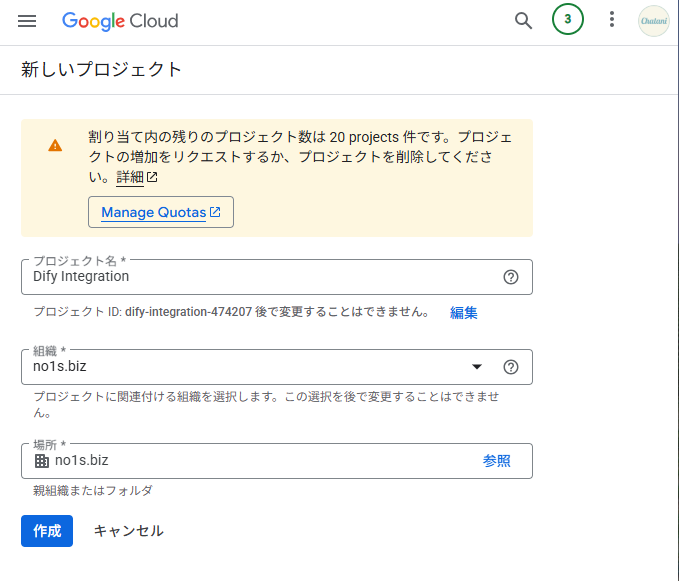 Google Cloud
3
Chatani
新しいプロジェクト
割り当て内の残りのプロジェクト数は 20 projects 件です。プロジェ
クトの増加をリクエストするか、プロジェクトを削除してくださ
い。詳細
Manage Quotas
プロジェクト名 *
Dify Integration
プロジェクト ID: dify-integration-474207 後で変更することはできません。 編集
組織 *
no1s.biz
プロジェクトに関連付ける組織を選択します。この選択を後で変更することはできませ
ん。
場所 *
no1s.biz 参照
親組織またはフォルダ
作成 キャンセル